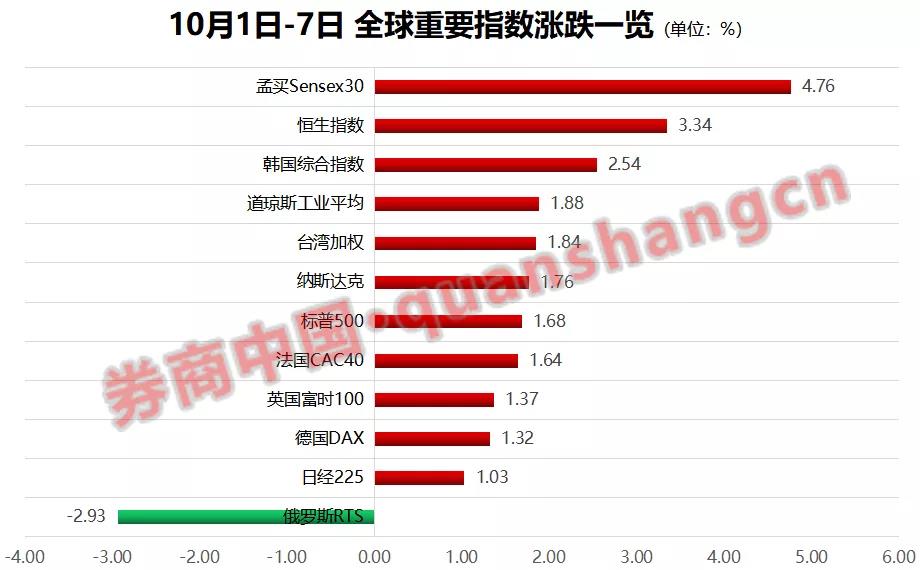 10月1日-7日 全球重要指数涨跌一览 (单位：%)
孟买Sensex30 4.76
恒生指数 3.34
韩国综合指数 2.54
道琼斯工业平均 1.88
台湾加权 1.84
纳斯达克 1.76
标普500 1.68
法国CAC40 1.64
英国富时100 1.37
德国DAX 1.32
日经225 1.03
-2.93 俄罗斯RTS
-4.00 -3.00 -2.00 -1.00 0.00 1.00 2.00 3.00 4.00 5.00 6.00
券商中国·quanshangcn